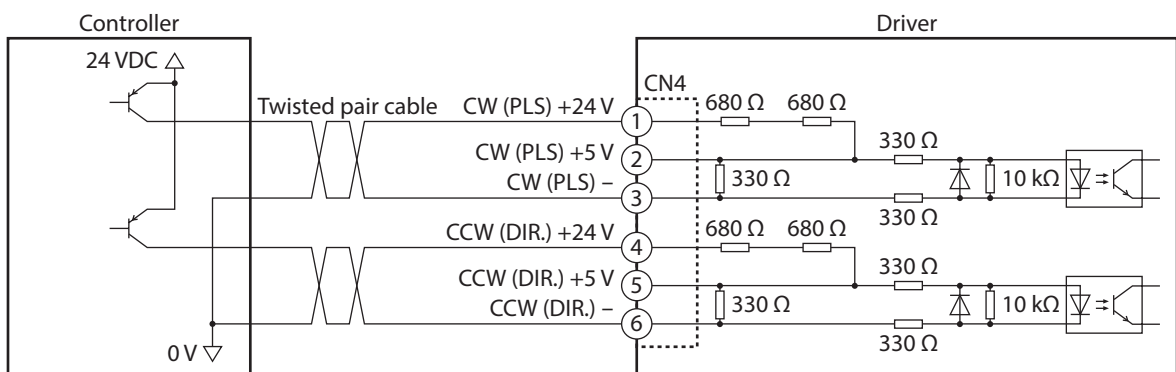 Controller
Driver
24 VDC
CN4
680 Ω
680 Ω
Twisted pair cable
CW (PLS) +24 V
1
330 Ω
CW (PLS) +5 V
2
CW (PLS) –
3
330 Ω
10 kΩ
330 Ω
680 Ω
680 Ω
CCW (DIR.) +24 V
4
330 Ω
CCW (DIR.) +5 V
5
CCW (DIR.) –
6
330 Ω
10 kΩ
330 Ω
0 V